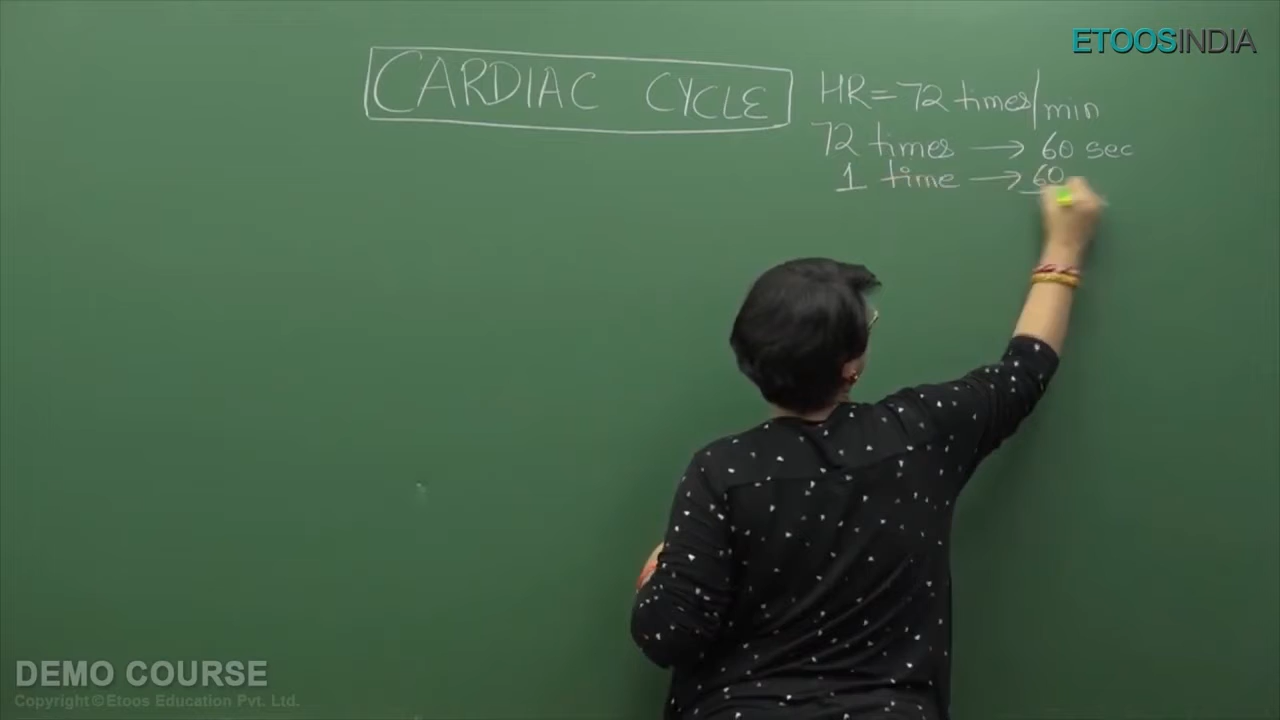 ETOOSINDIA
CARDIAC CYCLE
HR=72 times/min
72 times → 60 sec
1 time → 60
DEMO COURSE
Copyright © Etoos Education Pvt. Ltd.